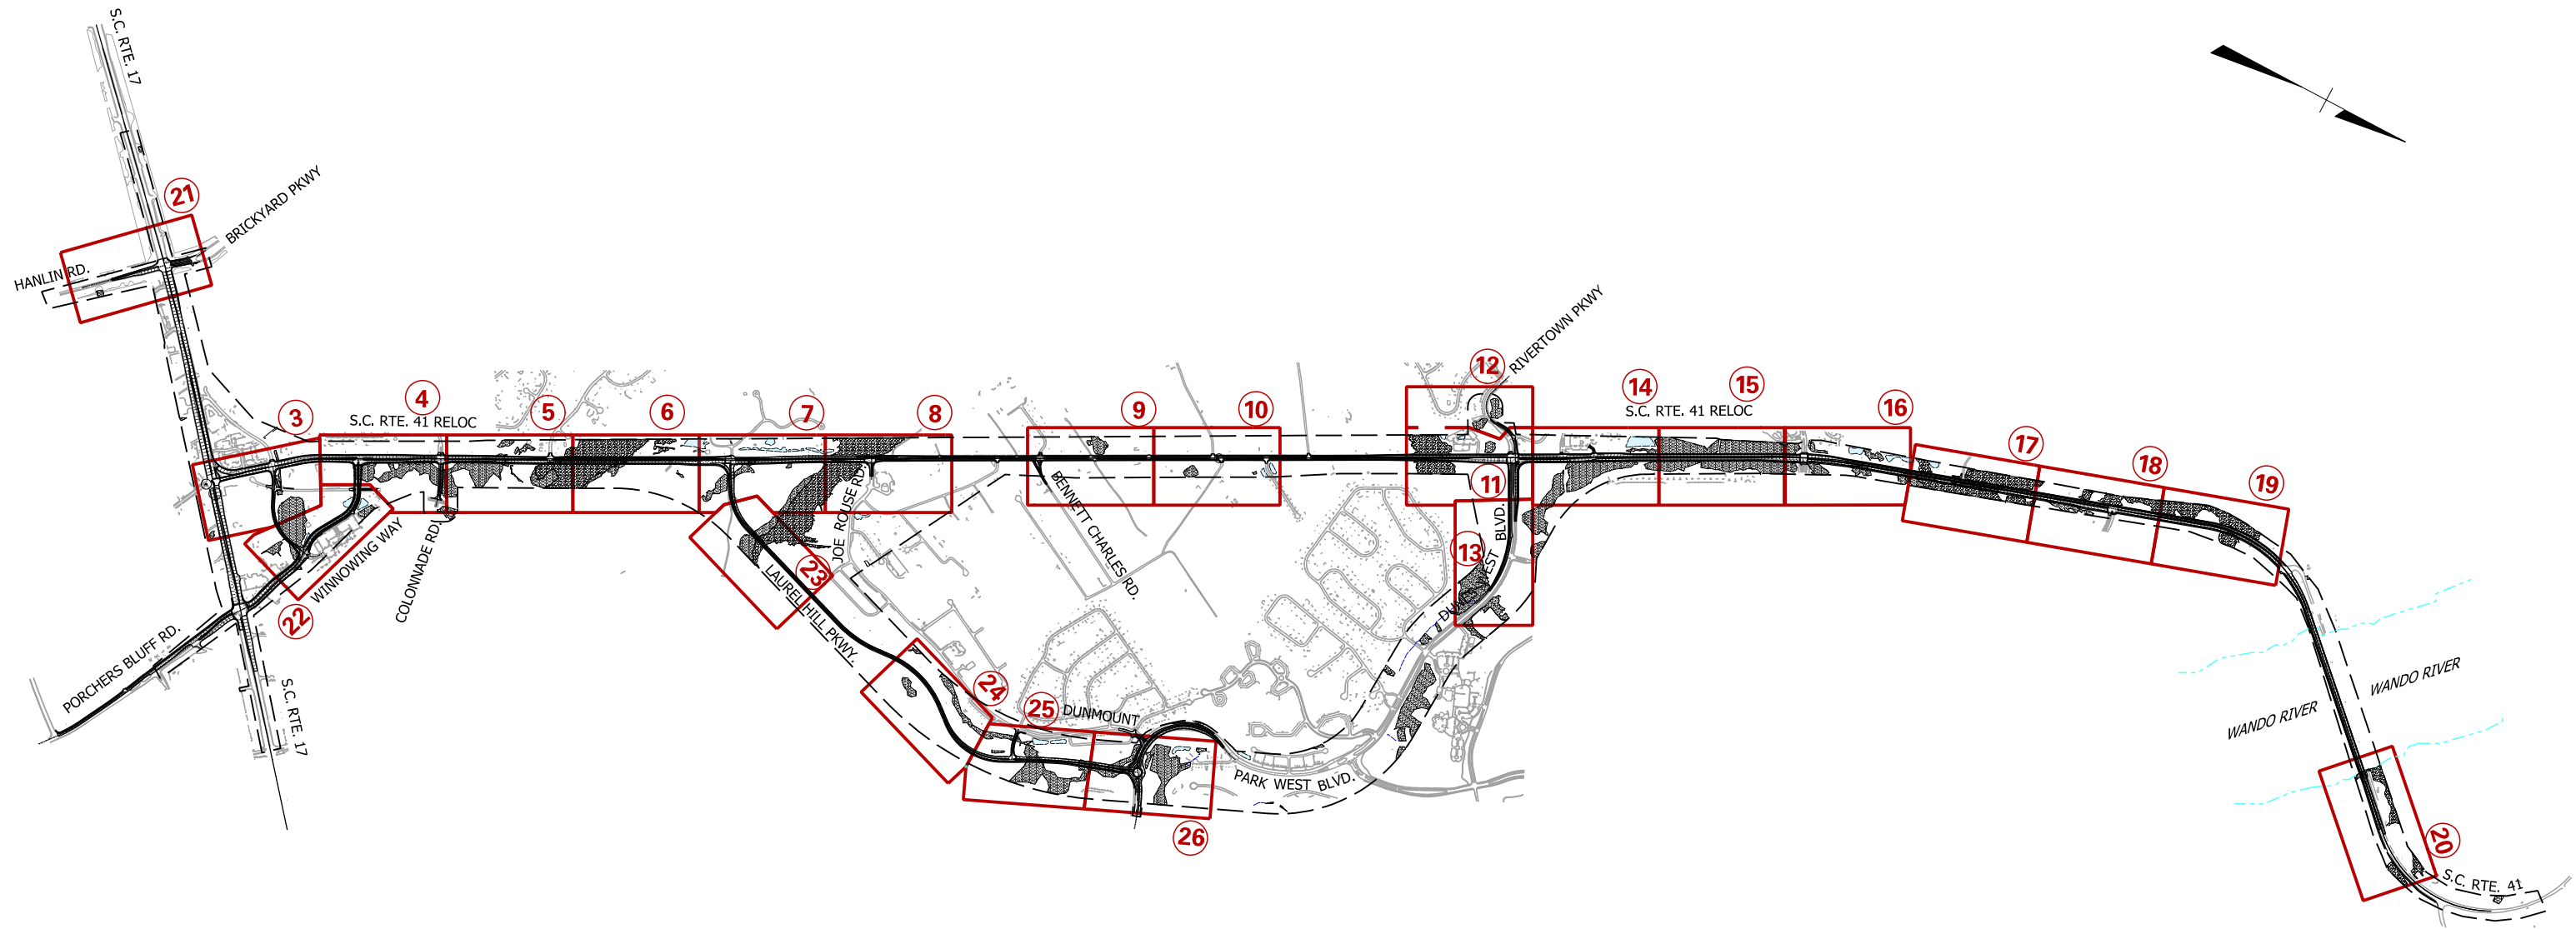 S.C. RTE. 17
21
BRICKYARD PKWY
HANLIN RD.
3
4
S.C. RTE. 41 RELOC
5
6
7
8
9
10
12
RIVERTOWN PKWY
14
15
S.C. RTE. 41 RELOC
16
17
18
19
11
13
DUNES WEST BLVD.
BENNETT CHARLES RD.
JOE ROUSE RD.
WINNOWING WAY
COLONNADE RD.
22
23
LAUREL HILL PKWY.
PORCHERS BLUFF RD.
S.C. RTE. 17
24
25
DUNMOUNT
PARK WEST BLVD.
26
WANDO RIVER
WANDO RIVER
20
S.C. RTE. 41